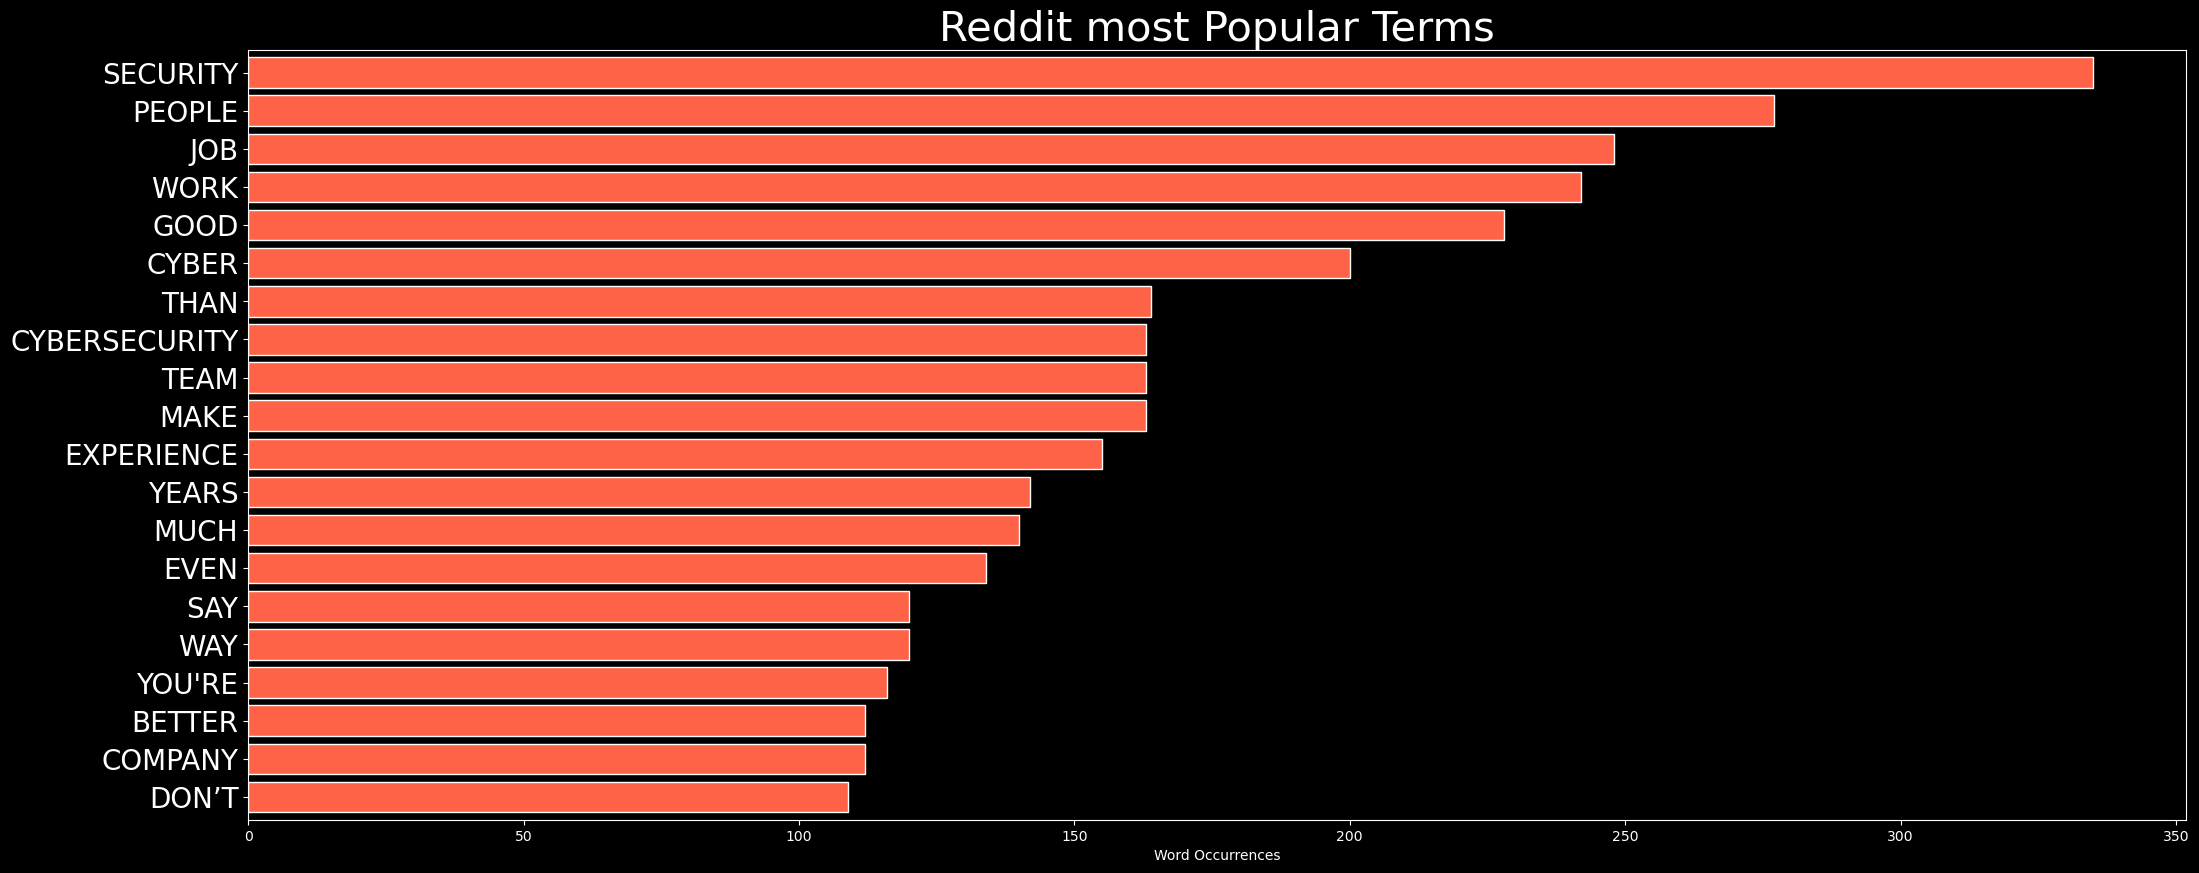 Reddit most Popular Terms
SECURITY
PEOPLE
JOB
WORK
GOOD
CYBER
THAN
CYBERSECURITY
TEAM
MAKE
EXPERIENCE
YEARS
MUCH
EVEN
SAY
WAY
YOU'RE
BETTER
COMPANY
DON’T
0 50 100 150 200 250 300 350
Word Occurrences